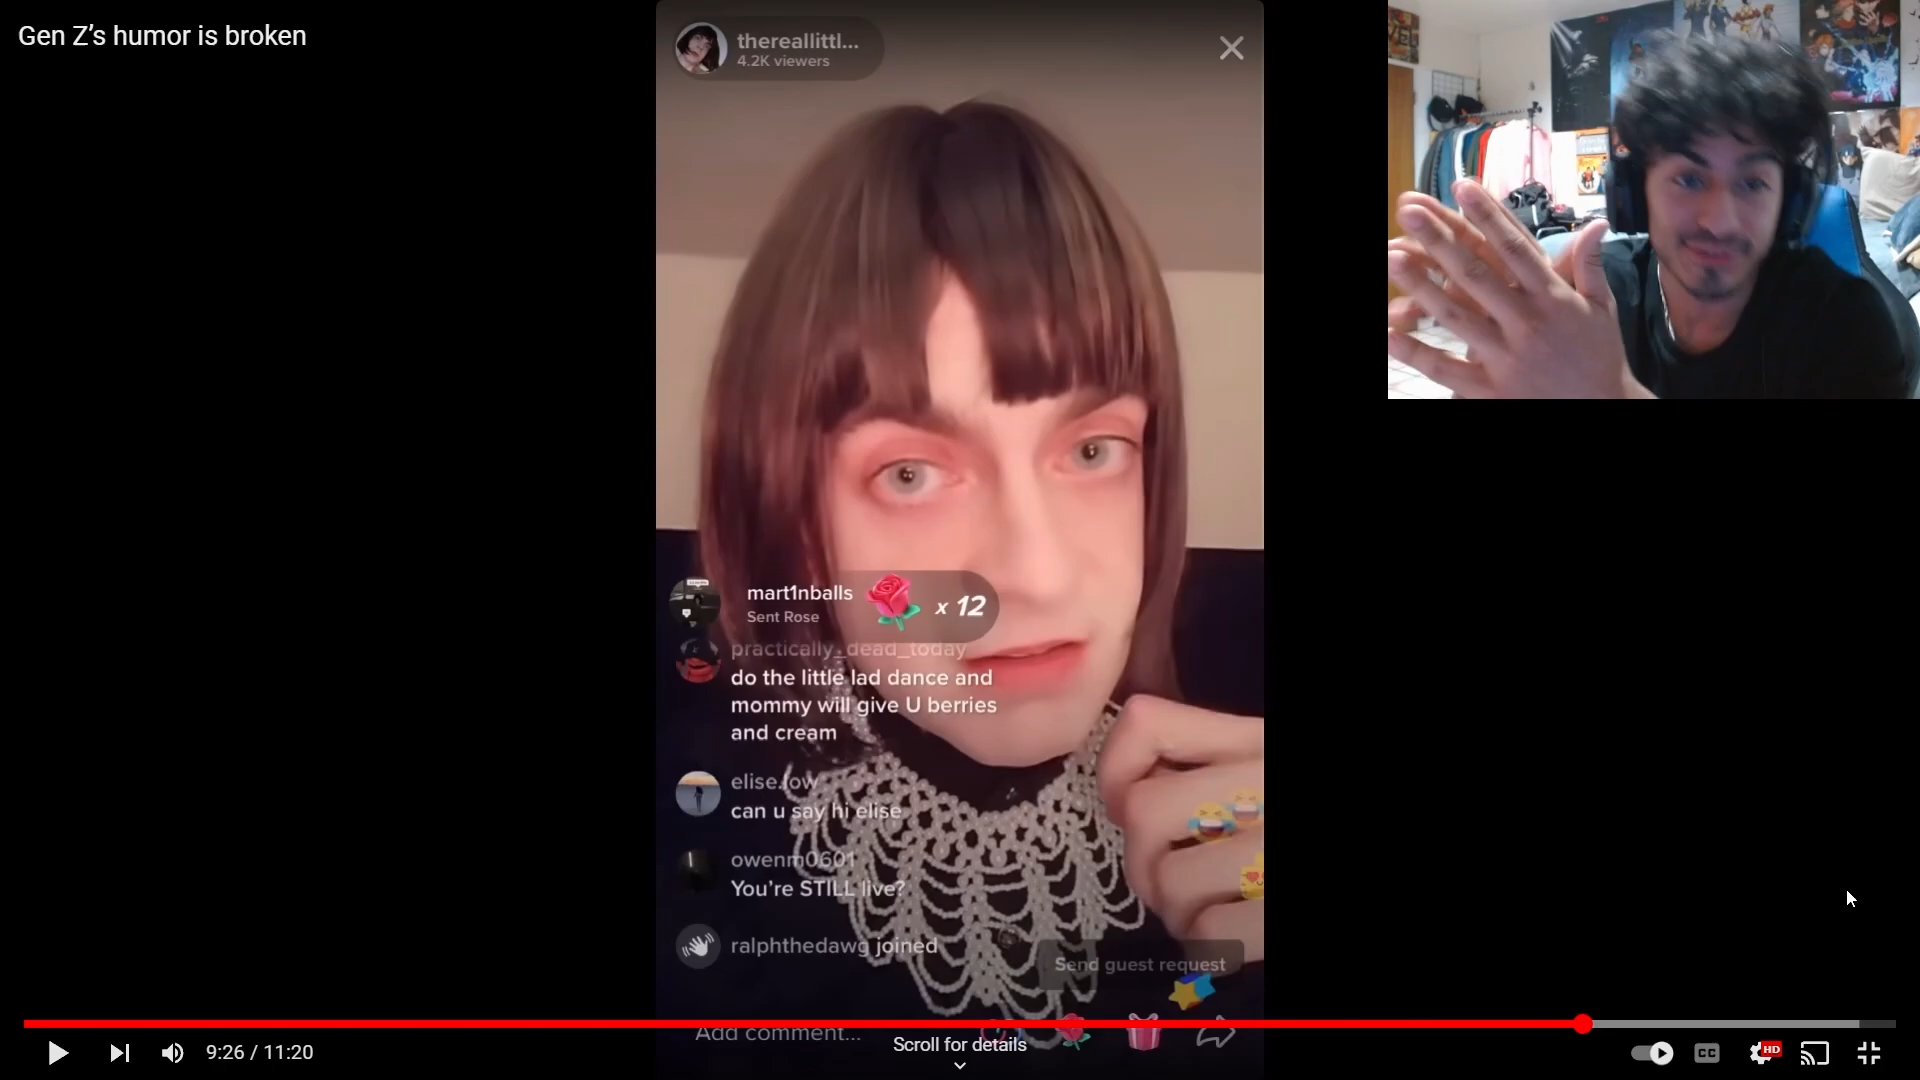 Gen Z’s humor is broken
thereallittl...
4.2K viewers
mart1nballs
Sent Rose
x 12
practically_dead_today
do the little lad dance and
mommy will give U berries
and cream
elise.low
can u say hi elise
owenm0601
You’re STILL live?
ralphthedawg joined
Send guest request
Add comment...
Scroll for details
9:26 / 11:20
CC
HD